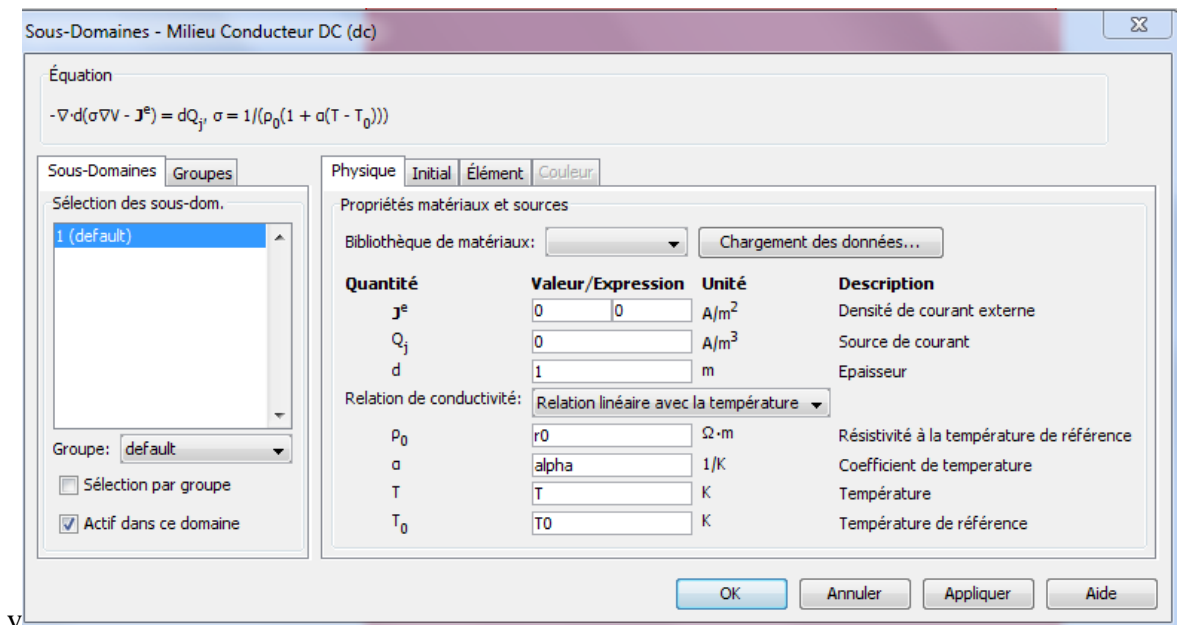 Sous-Domaines - Milieu Conducteur DC (dc)
Équation
-∇·d(σ∇V - Jᵉ) = dQⱼ, σ = 1/(ρ₀(1 + α(T - T₀)))
Sous-Domaines Groupes
Physique Initial Élément Couleur
Sélection des sous-dom.
1 (default)
Groupe: default
Sélection par groupe
Actif dans ce domaine
Propriétés matériaux et sources
Bibliothèque de matériaux: Chargement des données...
Quantité Valeur/Expression Unité Description
Jᵉ 0 0 A/m² Densité de courant externe
Qⱼ 0 A/m³ Source de courant
d 1 m Epaisseur
Relation de conductivité: Relation linéaire avec la température
ρ₀ r0 Ω·m Résistivité à la température de référence
α alpha 1/K Coefficient de temperature
T T K Température
T₀ T0 K Température de référence
OK Annuler Appliquer Aide
v